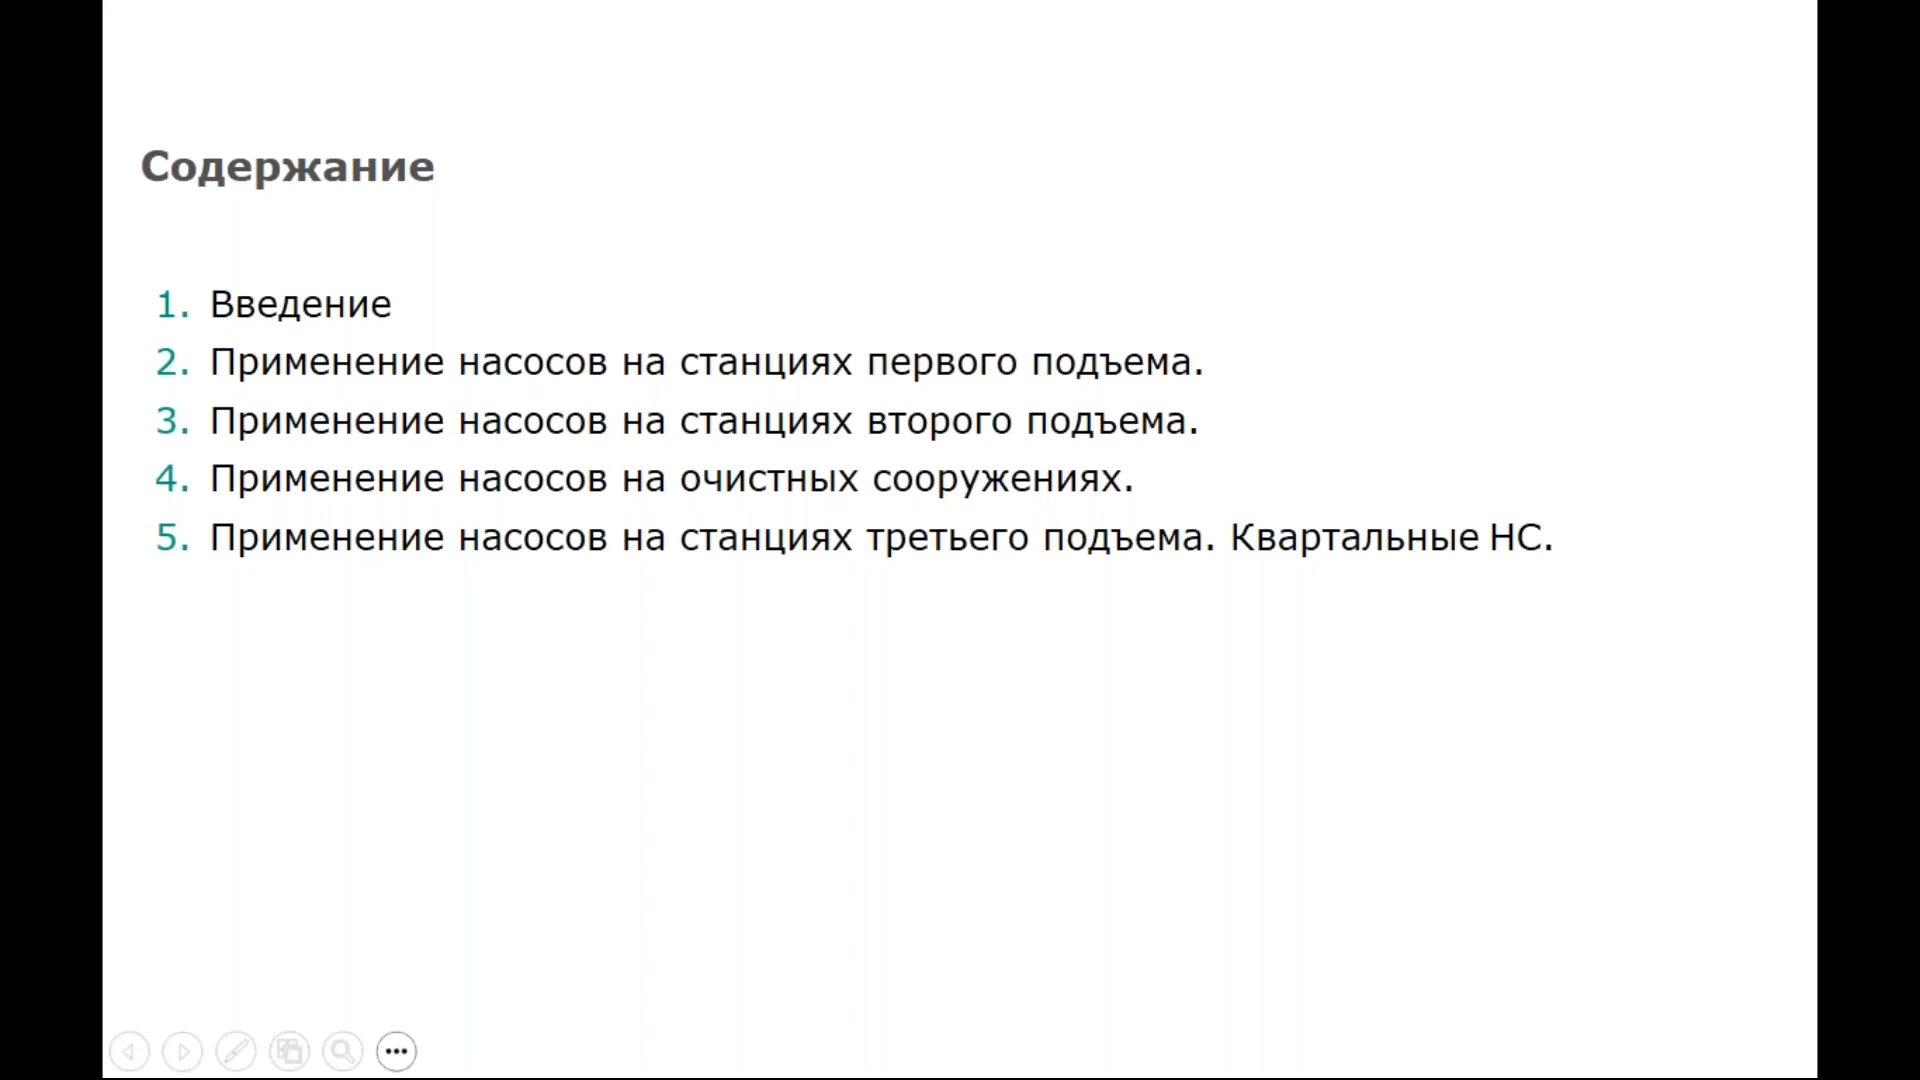 Содержание
1. Введение
2. Применение насосов на станциях первого подъема.
3. Применение насосов на станциях второго подъема.
4. Применение насосов на очистных сооружениях.
5. Применение насосов на станциях третьего подъема. Квартальные НС.